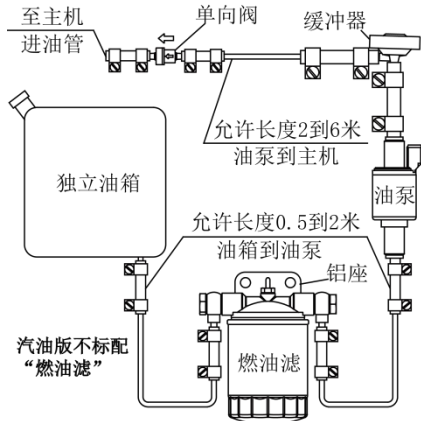 至主机
进油管
单向阀
缓冲器
允许长度2到6米
油泵到主机
独立油箱
油泵
允许长度0.5到2米
油箱到油泵
铝座
汽油版不标配
“燃油滤”
燃油滤